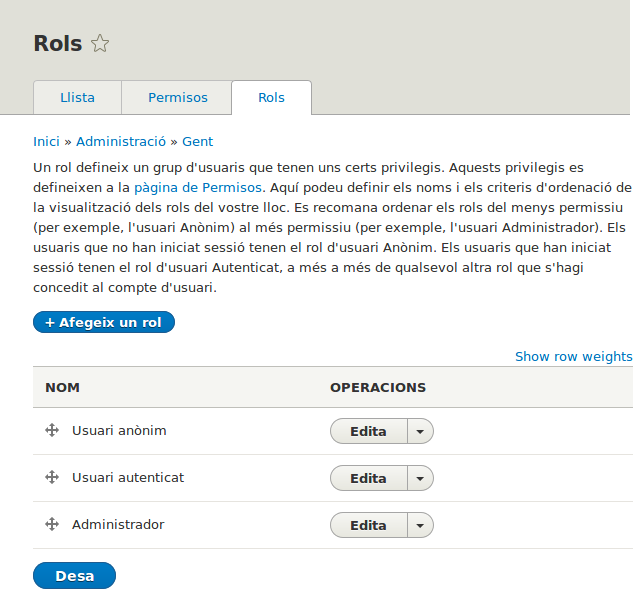 Rols
Llista Permisos Rols
Inici » Administració » Gent
Un rol defineix un grup d'usuaris que tenen uns certs privilegis. Aquests privilegis es
defineixen a la pàgina de Permisos. Aquí podeu definir els noms i els criteris d'ordenació de
la visualització dels rols del vostre lloc. Es recomana ordenar els rols del menys permissiu
(per exemple, l'usuari Anònim) al més permissiu (per exemple, l'usuari Administrador). Els
usuaris que no han iniciat sessió tenen el rol d'usuari Anònim. Els usuaris que han iniciat
sessió tenen el rol d'usuari Autenticat, a més a més de qualsevol altra rol que s'hagi
concedit al compte d'usuari.
+ Afegeix un rol
Show row weights
NOM OPERACIONS
Usuari anònim Edita
Usuari autenticat Edita
Administrador Edita
Desa